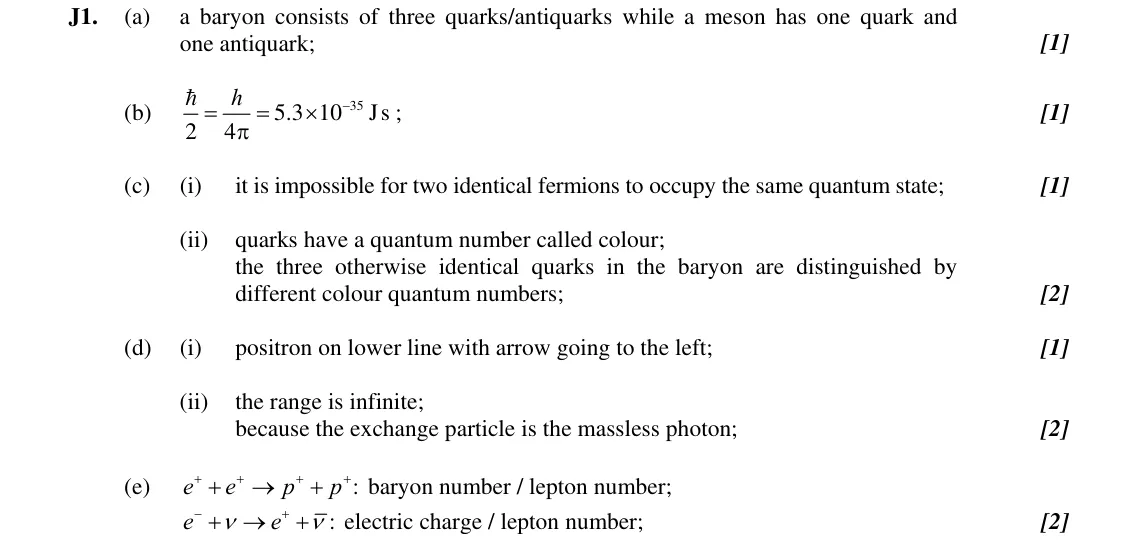 J1. (a) a baryon consists of three quarks/antiquarks while a meson has one quark and
one antiquark; [1]
(b) ħ/2 = h/4π = 5.3×10⁻³⁵ J s ; [1]
(c) (i) it is impossible for two identical fermions to occupy the same quantum state; [1]
(ii) quarks have a quantum number called colour;
the three otherwise identical quarks in the baryon are distinguished by
different colour quantum numbers; [2]
(d) (i) positron on lower line with arrow going to the left; [1]
(ii) the range is infinite;
because the exchange particle is the massless photon; [2]
(e) e⁺ + e⁺ → p⁺ + p⁺: baryon number / lepton number;
e⁻ + ν → e⁺ + ν̅ : electric charge / lepton number; [2]